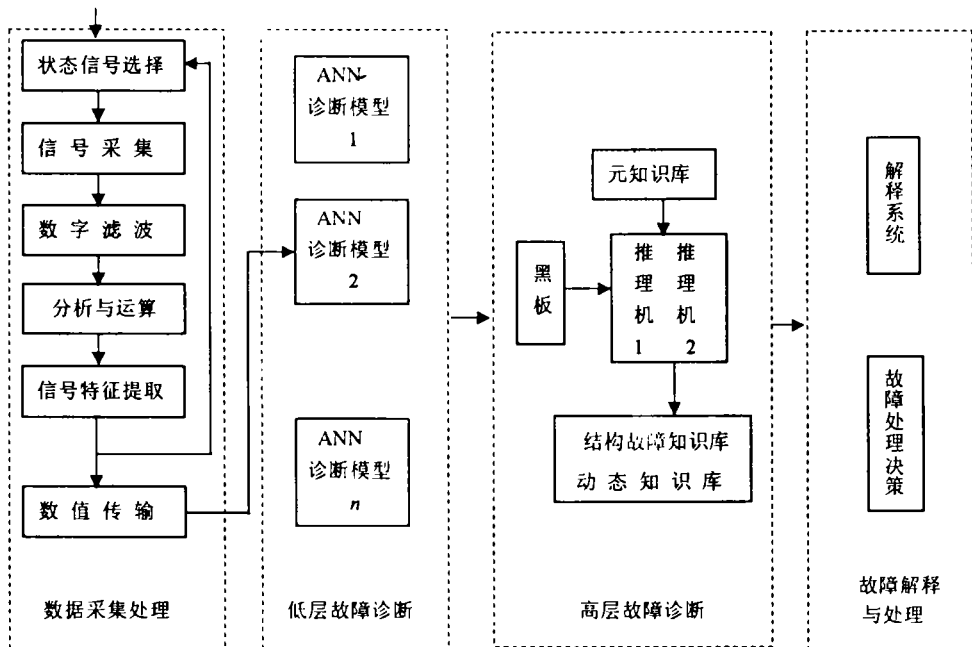 状态信号选择
信号采集
数字滤波
分析与运算
信号特征提取
数值传输
数据采集处理
ANN
诊断模型
1
ANN
诊断模型
2
ANN
诊断模型
n
低层故障诊断
元知识库
黑板
推理机1
推理机2
结构故障知识库
动态知识库
高层故障诊断
解释系统
故障处理决策
故障解释
与处理